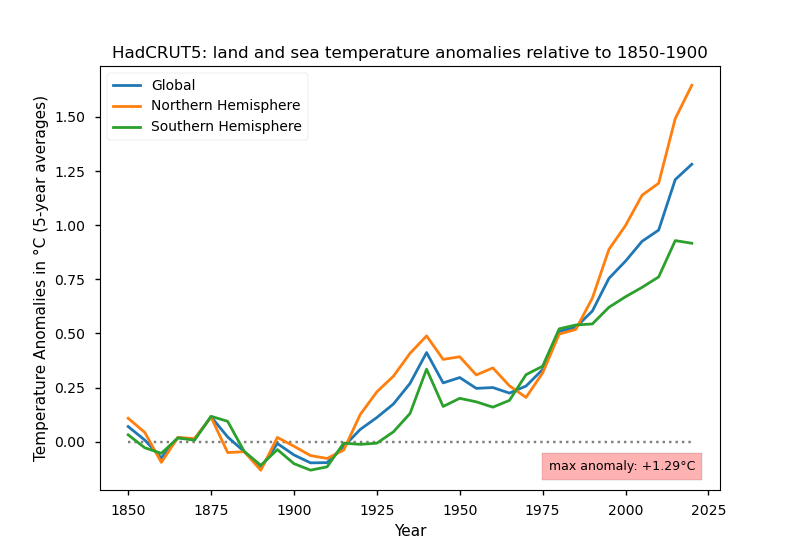 HadCRUT5: land and sea temperature anomalies relative to 1850-1900
Global
Northern Hemisphere
Southern Hemisphere
Temperature Anomalies in °C (5-year averages)
1.50
1.25
1.00
0.75
0.50
0.25
0.00
max anomaly: +1.29°C
1850
1875
1900
1925
1950
1975
2000
2025
Year